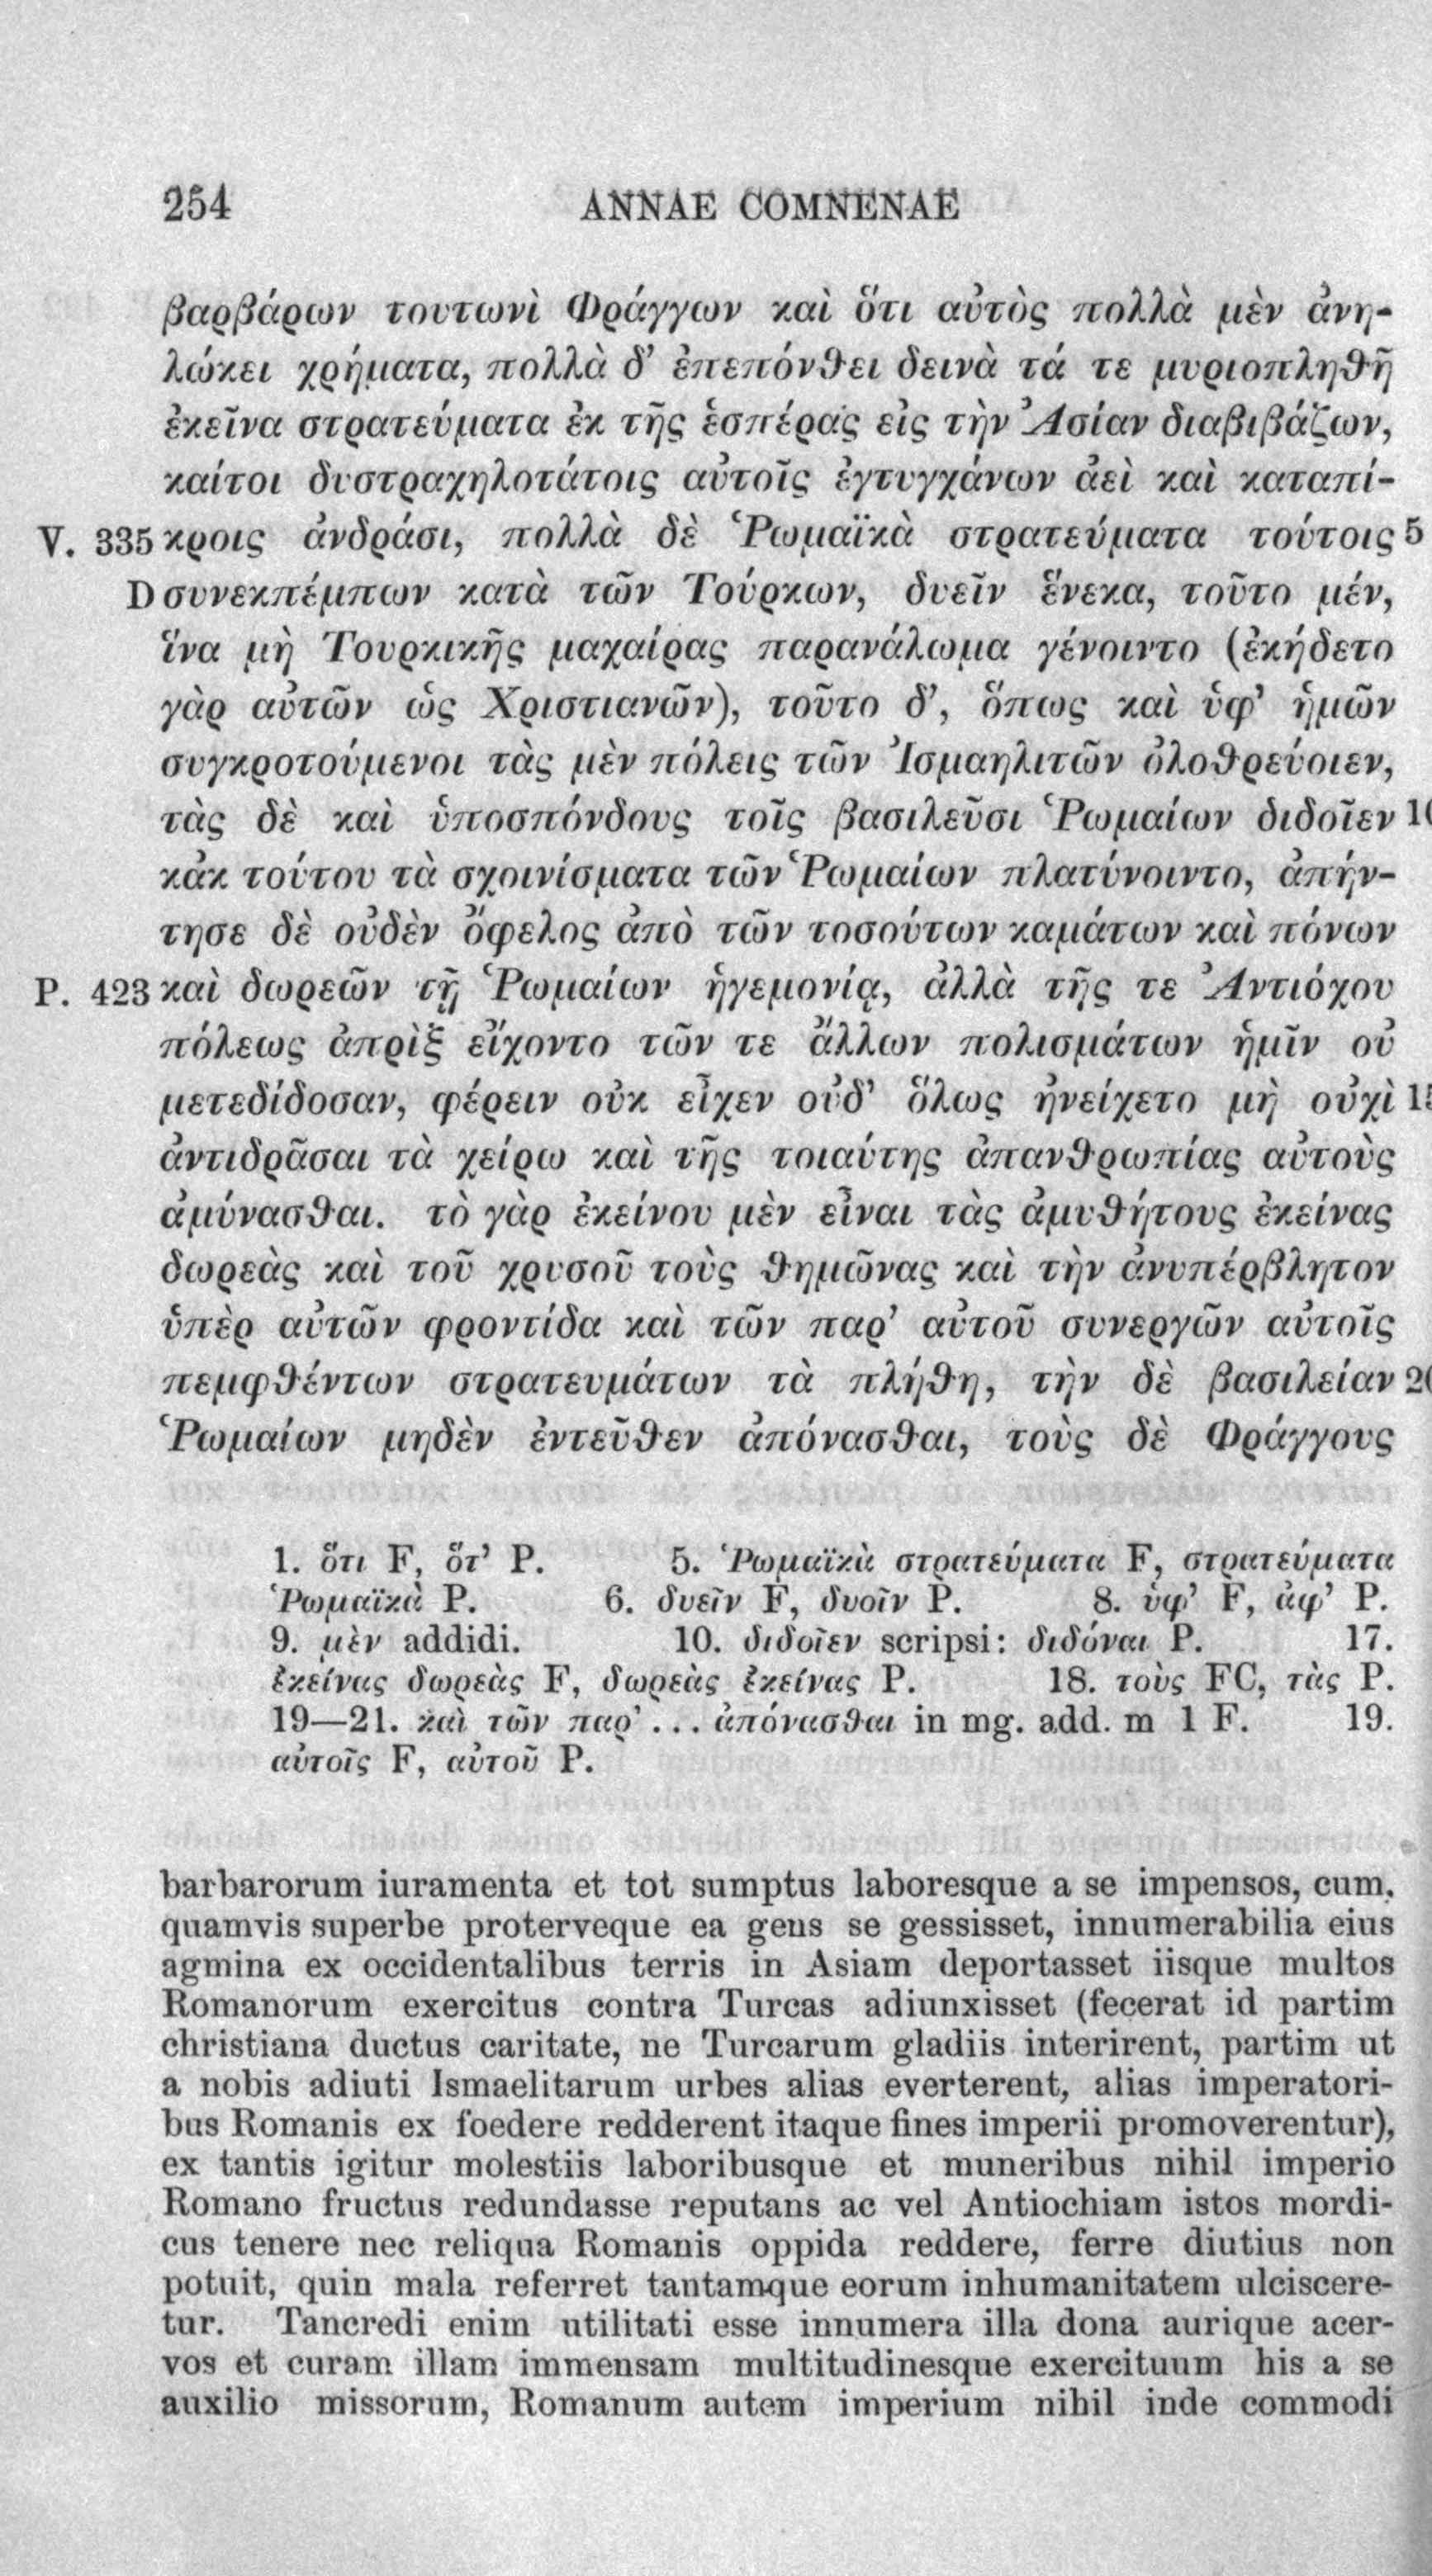 254 ANNAE COMNENAE
βαρβάρων τουτωνὶ Φράγγων καὶ ὅτι αὐτὸς πολλὰ μὲν ἀνη-
λώκει χρήματα, πολλὰ δ' ἐπεπόνθει δεινὰ τά τε μυριοπληθῆ
ἐκεῖνα στρατεύματα ἐκ τῆς ἑσπέρας εἰς τὴν Ἀσίαν διαβιβάζων,
καίτοι δυστραχηλοτάτοις αὐτοῖς ἐγτυγχάνων ἀεὶ καὶ καταπί-
V. 335 κροις ἀνδράσι, πολλὰ δὲ Ῥωμαϊκὰ στρατεύματα τούτοις 5
D συνεκπέμπων κατὰ τῶν Τούρκων, δυεῖν ἕνεκα, τοῦτο μέν,
ἵνα μὴ Τουρκικῆς μαχαίρας παρανάλωμα γένοιντο (ἐκήδετο
γὰρ αὐτῶν ὡς Χριστιανῶν), τοῦτο δ', ὅπως καὶ ὑφ' ἡμῶν
συγκροτούμενοι τὰς μὲν πόλεις τῶν Ἰσμαηλιτῶν ὀλοθρεύοιεν,
τὰς δὲ καὶ ὑποσπόνδους τοῖς βασιλεῦσι Ῥωμαίων διδοῖεν 10
κἀκ τούτου τὰ σχοινίσματα τῶν Ῥωμαίων πλατύνοιντο, ἀπήν-
τησε δὲ οὐδὲν ὄφελος ἀπὸ τῶν τοσούτων καμάτων καὶ πόνων
P. 423 καὶ δωρεῶν τῇ Ῥωμαίων ἡγεμονίᾳ, ἀλλὰ τῆς τε Ἀντιόχου
πόλεως ἀπρὶξ εἴχοντο τῶν τε ἄλλων πολισμάτων ἡμῖν οὐ
μετεδίδοσαν, φέρειν οὐκ εἶχεν οὐδ' ὅλως ἠνείχετο μὴ οὐχὶ 15
ἀντιδρᾶσαι τὰ χείρω καὶ τῆς τοιαύτης ἀπανθρωπίας αὐτοὺς
ἀμύνασθαι. τὸ γὰρ ἐκείνου μὲν εἶναι τὰς ἀμυθήτους ἐκείνας
δωρεὰς καὶ τοῦ χρυσοῦ τοὺς θημῶνας καὶ τὴν ἀνυπέρβλητον
ὑπὲρ αὐτῶν φροντίδα καὶ τῶν παρ' αὐτοῦ συνεργῶν αὐτοῖς
πεμφθέντων στρατευμάτων τὰ πλήθη, τὴν δὲ βασιλείαν 20
Ῥωμαίων μηδὲν ἐντεῦθεν ἀπόνασθαι, τοὺς δὲ Φράγγους
1. ὅτι F, ὅτ' P. 5. Ῥωμαϊκὰ στρατεύματα F, στρατεύματα
Ῥωμαϊκὰ P. 6. δυεῖν F, δυοῖν P. 8. ὑφ' F, ἀφ' P.
9. μὲν addidi. 10. διδοῖεν scripsi: διδόναι P. 17.
ἐκείνας δωρεὰς F, δωρεὰς ἐκείνας P. 18. τοὺς FC, τὰς P.
19—21. καὶ τῶν παρ' ... ἀπόνασθαι in mg. add. m 1 F. 19.
αὐτοῖς F, αὐτοῦ P.
barbarorum iuramenta et tot sumptus laboresque a se impensos, cum,
quamvis superbe proterveque ea gens se gessisset, innumerabilia eius
agmina ex occidentalibus terris in Asiam deportasset iisque multos
Romanorum exercitus contra Turcas adiunxisset (fecerat id partim
christiana ductus caritate, ne Turcarum gladiis interirent, partim ut
a nobis adiuti Ismaelitarum urbes alias everterent, alias imperatori-
bus Romanis ex foedere redderent itaque fines imperii promoverentur),
ex tantis igitur molestiis laboribusque et muneribus nihil imperio
Romano fructus redundasse reputans ac vel Antiochiam istos mordi-
cus tenere nec reliqua Romanis oppida reddere, ferre diutius non
potuit, quin mala referret tantamque eorum inhumanitatem ulciscere-
tur. Tancredi enim utilitati esse innumera illa dona aurique acer-
vos et curam illam immensam multitudinesque exercituum his a se
auxilio missorum, Romanum autem imperium nihil inde commodi